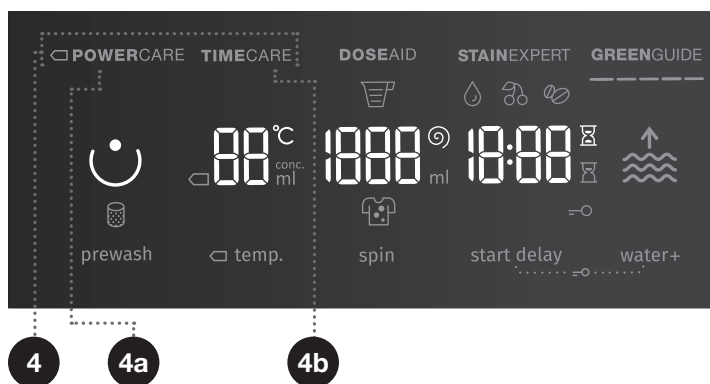 POWERCARE TIMECARE DOSEAID STAINEXPERT GREENGUIDE
88 °C 1888 18:88
conc.
ml ml
prewash temp. spin start delay water+
4 4a 4b